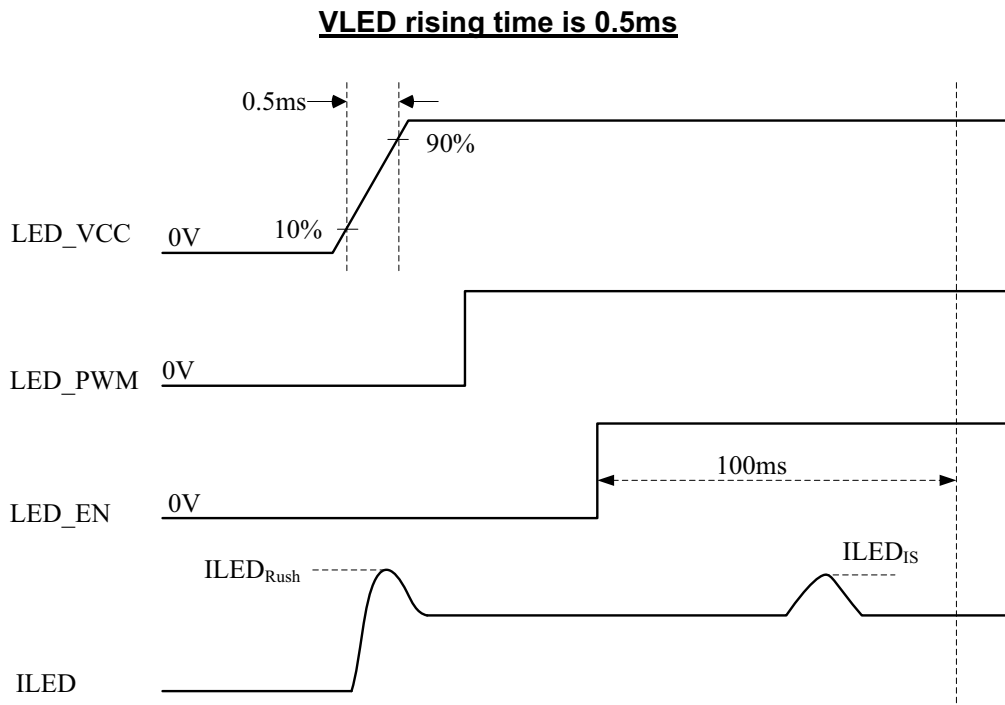 VLED rising time is 0.5ms
0.5ms
90%
10%
LED_VCC
0V
LED_PWM
0V
100ms
LED_EN
0V
ILEDRush
ILEDIS
ILED